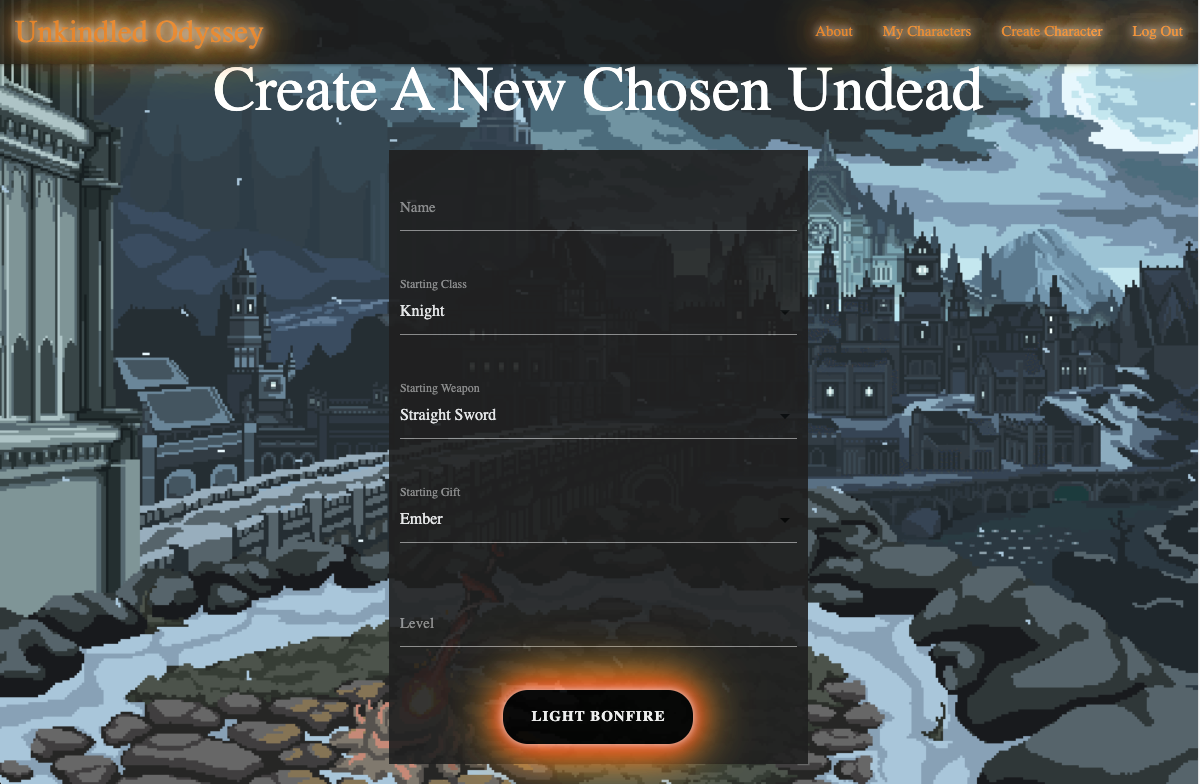 Unkindled Odyssey
About
My Characters
Create Character
Log Out
Create A New Chosen Undead
Name
Starting Class
Knight
Starting Weapon
Straight Sword
Starting Gift
Ember
Level
LIGHT BONFIRE